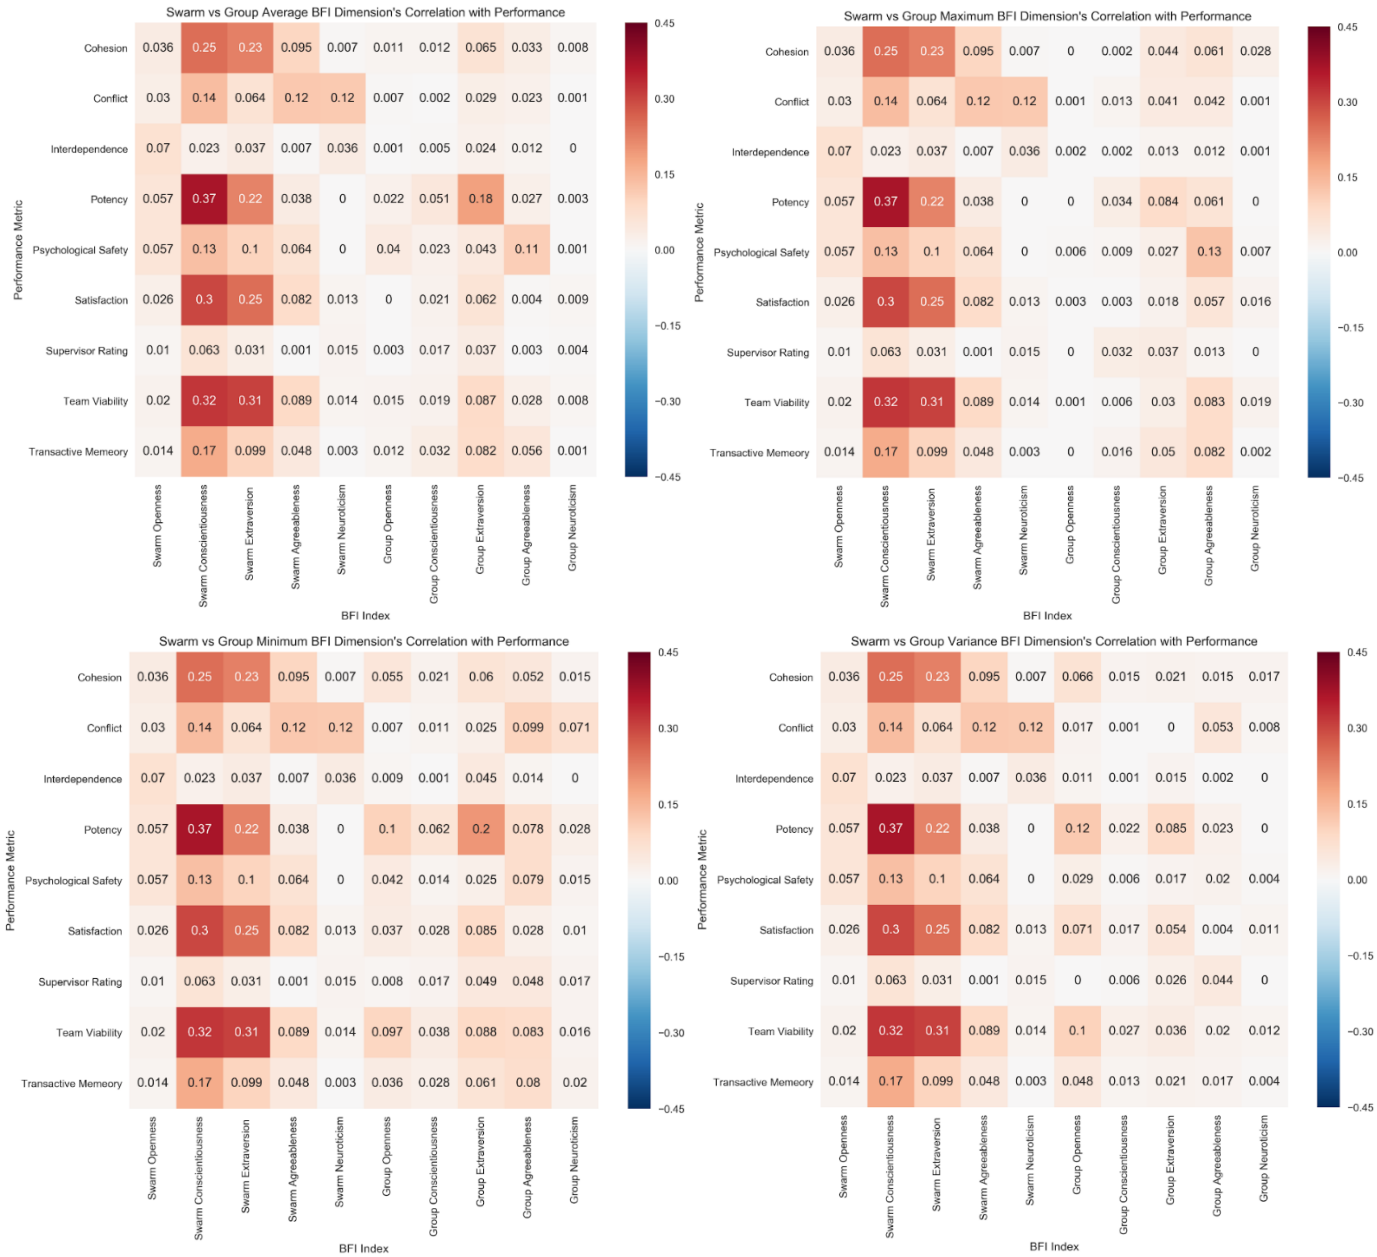 Swarm vs Group Average BFI Dimension's Correlation with Performance
Performance Metric
Cohesion 0.036 0.25 0.23 0.095 0.007 0.011 0.012 0.065 0.033 0.008
Conflict 0.03 0.14 0.064 0.12 0.12 0.007 0.002 0.029 0.023 0.001
Interdependence 0.07 0.023 0.037 0.007 0.036 0.001 0.005 0.024 0.012 0
Potency 0.057 0.37 0.22 0.038 0 0.022 0.051 0.18 0.027 0.003
Psychological Safety 0.057 0.13 0.1 0.064 0 0.04 0.023 0.043 0.11 0.001
Satisfaction 0.026 0.3 0.25 0.082 0.013 0 0.021 0.062 0.004 0.009
Supervisor Rating 0.01 0.063 0.031 0.001 0.015 0.003 0.017 0.037 0.003 0.004
Team Viability 0.02 0.32 0.31 0.089 0.014 0.015 0.019 0.087 0.028 0.008
Transactive Memeory 0.014 0.17 0.099 0.048 0.003 0.012 0.032 0.082 0.056 0.001
Swarm Openness
Swarm Conscientiousness
Swarm Extraversion
Swarm Agreeableness
Swarm Neuroticism
Group Openness
Group Conscientiousness
Group Extraversion
Group Agreeableness
Group Neuroticism
BFI Index
0.45
0.30
0.15
0.00
−0.15
−0.30
−0.45
Swarm vs Group Maximum BFI Dimension's Correlation with Performance
Performance Metric
Cohesion 0.036 0.25 0.23 0.095 0.007 0 0.002 0.044 0.061 0.028
Conflict 0.03 0.14 0.064 0.12 0.12 0.001 0.013 0.041 0.042 0.001
Interdependence 0.07 0.023 0.037 0.007 0.036 0.002 0.002 0.013 0.012 0.001
Potency 0.057 0.37 0.22 0.038 0 0 0.034 0.084 0.061 0
Psychological Safety 0.057 0.13 0.1 0.064 0 0.006 0.009 0.027 0.13 0.007
Satisfaction 0.026 0.3 0.25 0.082 0.013 0.003 0.003 0.018 0.057 0.016
Supervisor Rating 0.01 0.063 0.031 0.001 0.015 0 0.032 0.037 0.013 0
Team Viability 0.02 0.32 0.31 0.089 0.014 0.001 0.006 0.03 0.083 0.019
Transactive Memeory 0.014 0.17 0.099 0.048 0.003 0 0.016 0.05 0.082 0.002
Swarm Openness
Swarm Conscientiousness
Swarm Extraversion
Swarm Agreeableness
Swarm Neuroticism
Group Openness
Group Conscientiousness
Group Extraversion
Group Agreeableness
Group Neuroticism
BFI Index
0.45
0.30
0.15
0.00
−0.15
−0.30
−0.45
Swarm vs Group Minimum BFI Dimension's Correlation with Performance
Performance Metric
Cohesion 0.036 0.25 0.23 0.095 0.007 0.055 0.021 0.06 0.052 0.015
Conflict 0.03 0.14 0.064 0.12 0.12 0.007 0.011 0.025 0.099 0.071
Interdependence 0.07 0.023 0.037 0.007 0.036 0.009 0.001 0.045 0.014 0
Potency 0.057 0.37 0.22 0.038 0 0.1 0.062 0.2 0.078 0.028
Psychological Safety 0.057 0.13 0.1 0.064 0 0.042 0.014 0.025 0.079 0.015
Satisfaction 0.026 0.3 0.25 0.082 0.013 0.037 0.028 0.085 0.028 0.01
Supervisor Rating 0.01 0.063 0.031 0.001 0.015 0.008 0.017 0.049 0.048 0.017
Team Viability 0.02 0.32 0.31 0.089 0.014 0.097 0.038 0.088 0.083 0.016
Transactive Memeory 0.014 0.17 0.099 0.048 0.003 0.036 0.028 0.061 0.08 0.02
Swarm Openness
Swarm Conscientiousness
Swarm Extraversion
Swarm Agreeableness
Swarm Neuroticism
Group Openness
Group Conscientiousness
Group Extraversion
Group Agreeableness
Group Neuroticism
BFI Index
0.45
0.30
0.15
0.00
−0.15
−0.30
−0.45
Swarm vs Group Variance BFI Dimension's Correlation with Performance
Performance Metric
Cohesion 0.036 0.25 0.23 0.095 0.007 0.066 0.015 0.021 0.015 0.017
Conflict 0.03 0.14 0.064 0.12 0.12 0.017 0.001 0 0.053 0.008
Interdependence 0.07 0.023 0.037 0.007 0.036 0.011 0.001 0.015 0.002 0
Potency 0.057 0.37 0.22 0.038 0 0.12 0.022 0.085 0.023 0
Psychological Safety 0.057 0.13 0.1 0.064 0 0.029 0.006 0.017 0.02 0.004
Satisfaction 0.026 0.3 0.25 0.082 0.013 0.071 0.017 0.054 0.004 0.011
Supervisor Rating 0.01 0.063 0.031 0.001 0.015 0 0.006 0.026 0.044 0
Team Viability 0.02 0.32 0.31 0.089 0.014 0.1 0.027 0.036 0.02 0.012
Transactive Memeory 0.014 0.17 0.099 0.048 0.003 0.048 0.013 0.021 0.017 0.004
Swarm Openness
Swarm Conscientiousness
Swarm Extraversion
Swarm Agreeableness
Swarm Neuroticism
Group Openness
Group Conscientiousness
Group Extraversion
Group Agreeableness
Group Neuroticism
BFI Index
0.45
0.30
0.15
0.00
−0.15
−0.30
−0.45